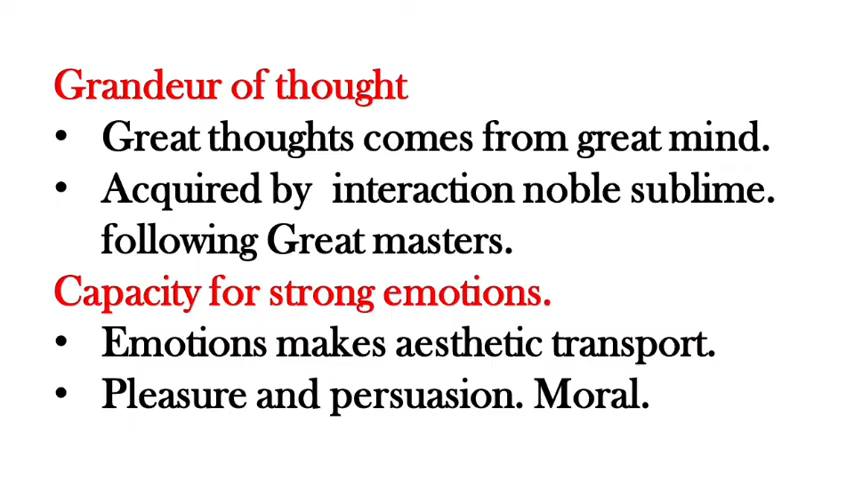 Grandeur of thought
• Great thoughts comes from great mind.
• Acquired by interaction noble sublime.
following Great masters.
Capacity for strong emotions.
• Emotions makes aesthetic transport.
• Pleasure and persuasion. Moral.